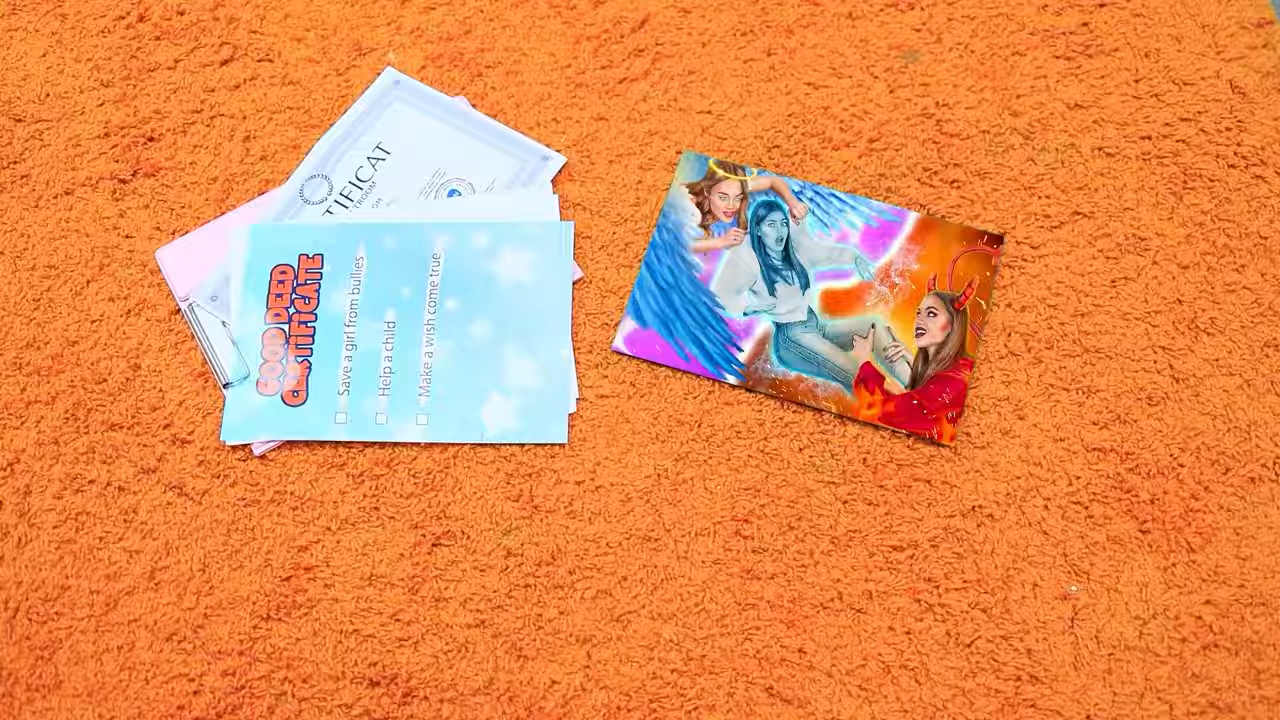 GOOD DEED
CERTIFICATE
☐ Save a girl from bullies
☐ Help a child
☐ Make a wish come true
TIFICAT